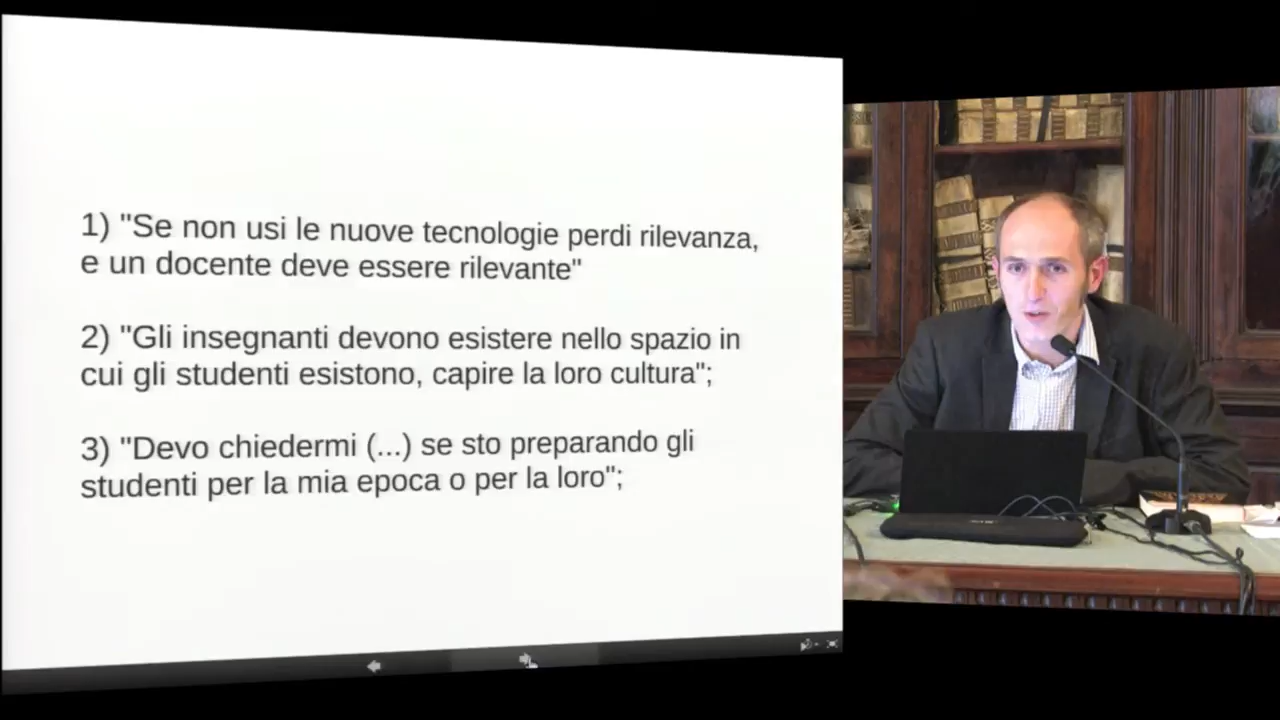 1) "Se non usi le nuove tecnologie perdi rilevanza,
e un docente deve essere rilevante"
2) "Gli insegnanti devono esistere nello spazio in
cui gli studenti esistono, capire la loro cultura";
3) "Devo chiedermi (...) se sto preparando gli
studenti per la mia epoca o per la loro";